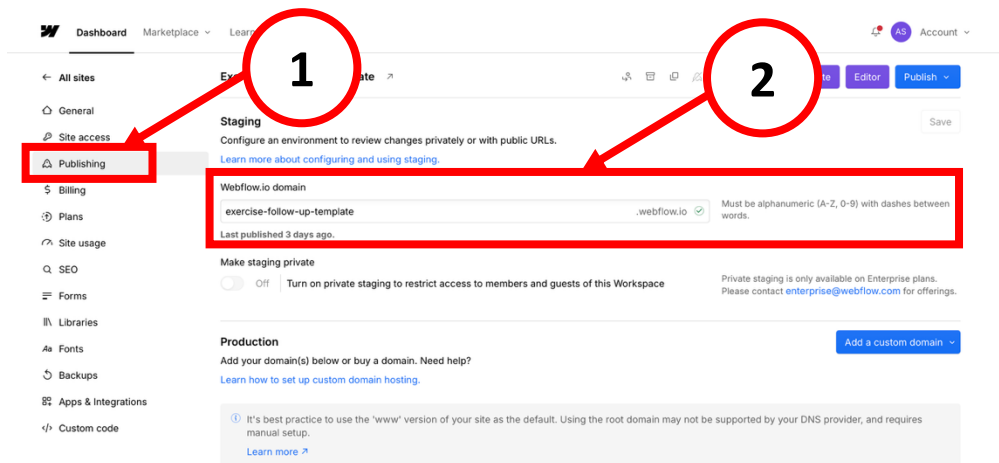 Dashboard Marketplace Learn
AS Account
1
2
← All sites
General
Site access
Publishing
$ Billing
Plans
Site usage
SEO
Forms
Libraries
Aa Fonts
Backups
Apps & Integrations
</> Custom code
Editor
Publish
Staging
Save
Configure an environment to review changes privately or with public URLs.
Learn more about configuring and using staging.
Webflow.io domain
exercise-follow-up-template .webflow.io
Must be alphanumeric (A-Z, 0-9) with dashes between
words.
Last published 3 days ago.
Make staging private
Off Turn on private staging to restrict access to members and guests of this Workspace
Private staging is only available on Enterprise plans.
Please contact enterprise@webflow.com for offerings.
Production
Add a custom domain
Add your domain(s) below or buy a domain. Need help?
Learn how to set up custom domain hosting.
It's best practice to use the 'www' version of your site as the default. Using the root domain may not be supported by your DNS provider, and requires
manual setup.
Learn more ↗